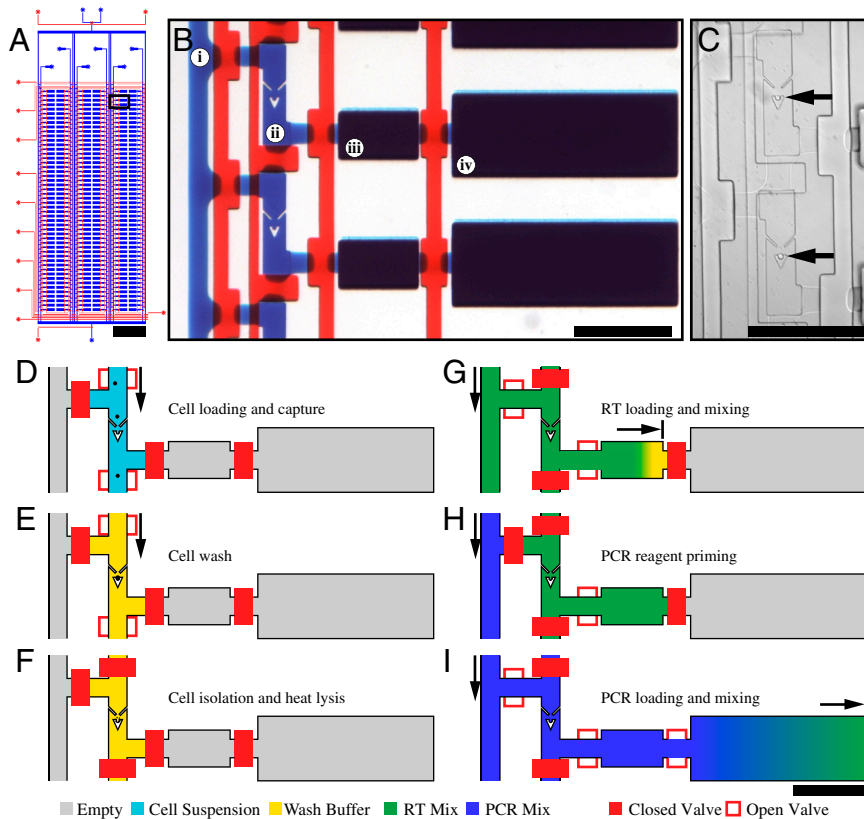 A
B
C
i
ii
iii
iv
D
Cell loading and capture
E
Cell wash
F
Cell isolation and heat lysis
G
RT loading and mixing
H
PCR reagent priming
I
PCR loading and mixing
Empty Cell Suspension Wash Buffer RT Mix PCR Mix Closed Valve Open Valve